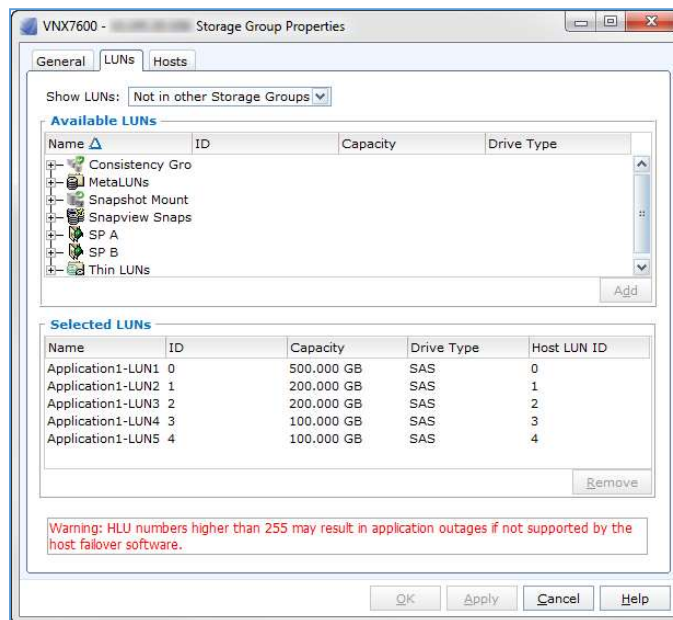 VNX7600 - Storage Group Properties
General LUNs Hosts
Show LUNs: Not in other Storage Groups
Available LUNs
Name ID Capacity Drive Type
Consistency Gro
MetaLUNs
Snapshot Mount
Snapview Snaps
SP A
SP B
Thin LUNs
Add
Selected LUNs
Name ID Capacity Drive Type Host LUN ID
Application1-LUN1 0 500.000 GB SAS 0
Application1-LUN2 1 200.000 GB SAS 1
Application1-LUN3 2 200.000 GB SAS 2
Application1-LUN4 3 100.000 GB SAS 3
Application1-LUN5 4 100.000 GB SAS 4
Remove
Warning: HLU numbers higher than 255 may result in application outages if not supported by the
host failover software.
OK Apply Cancel Help